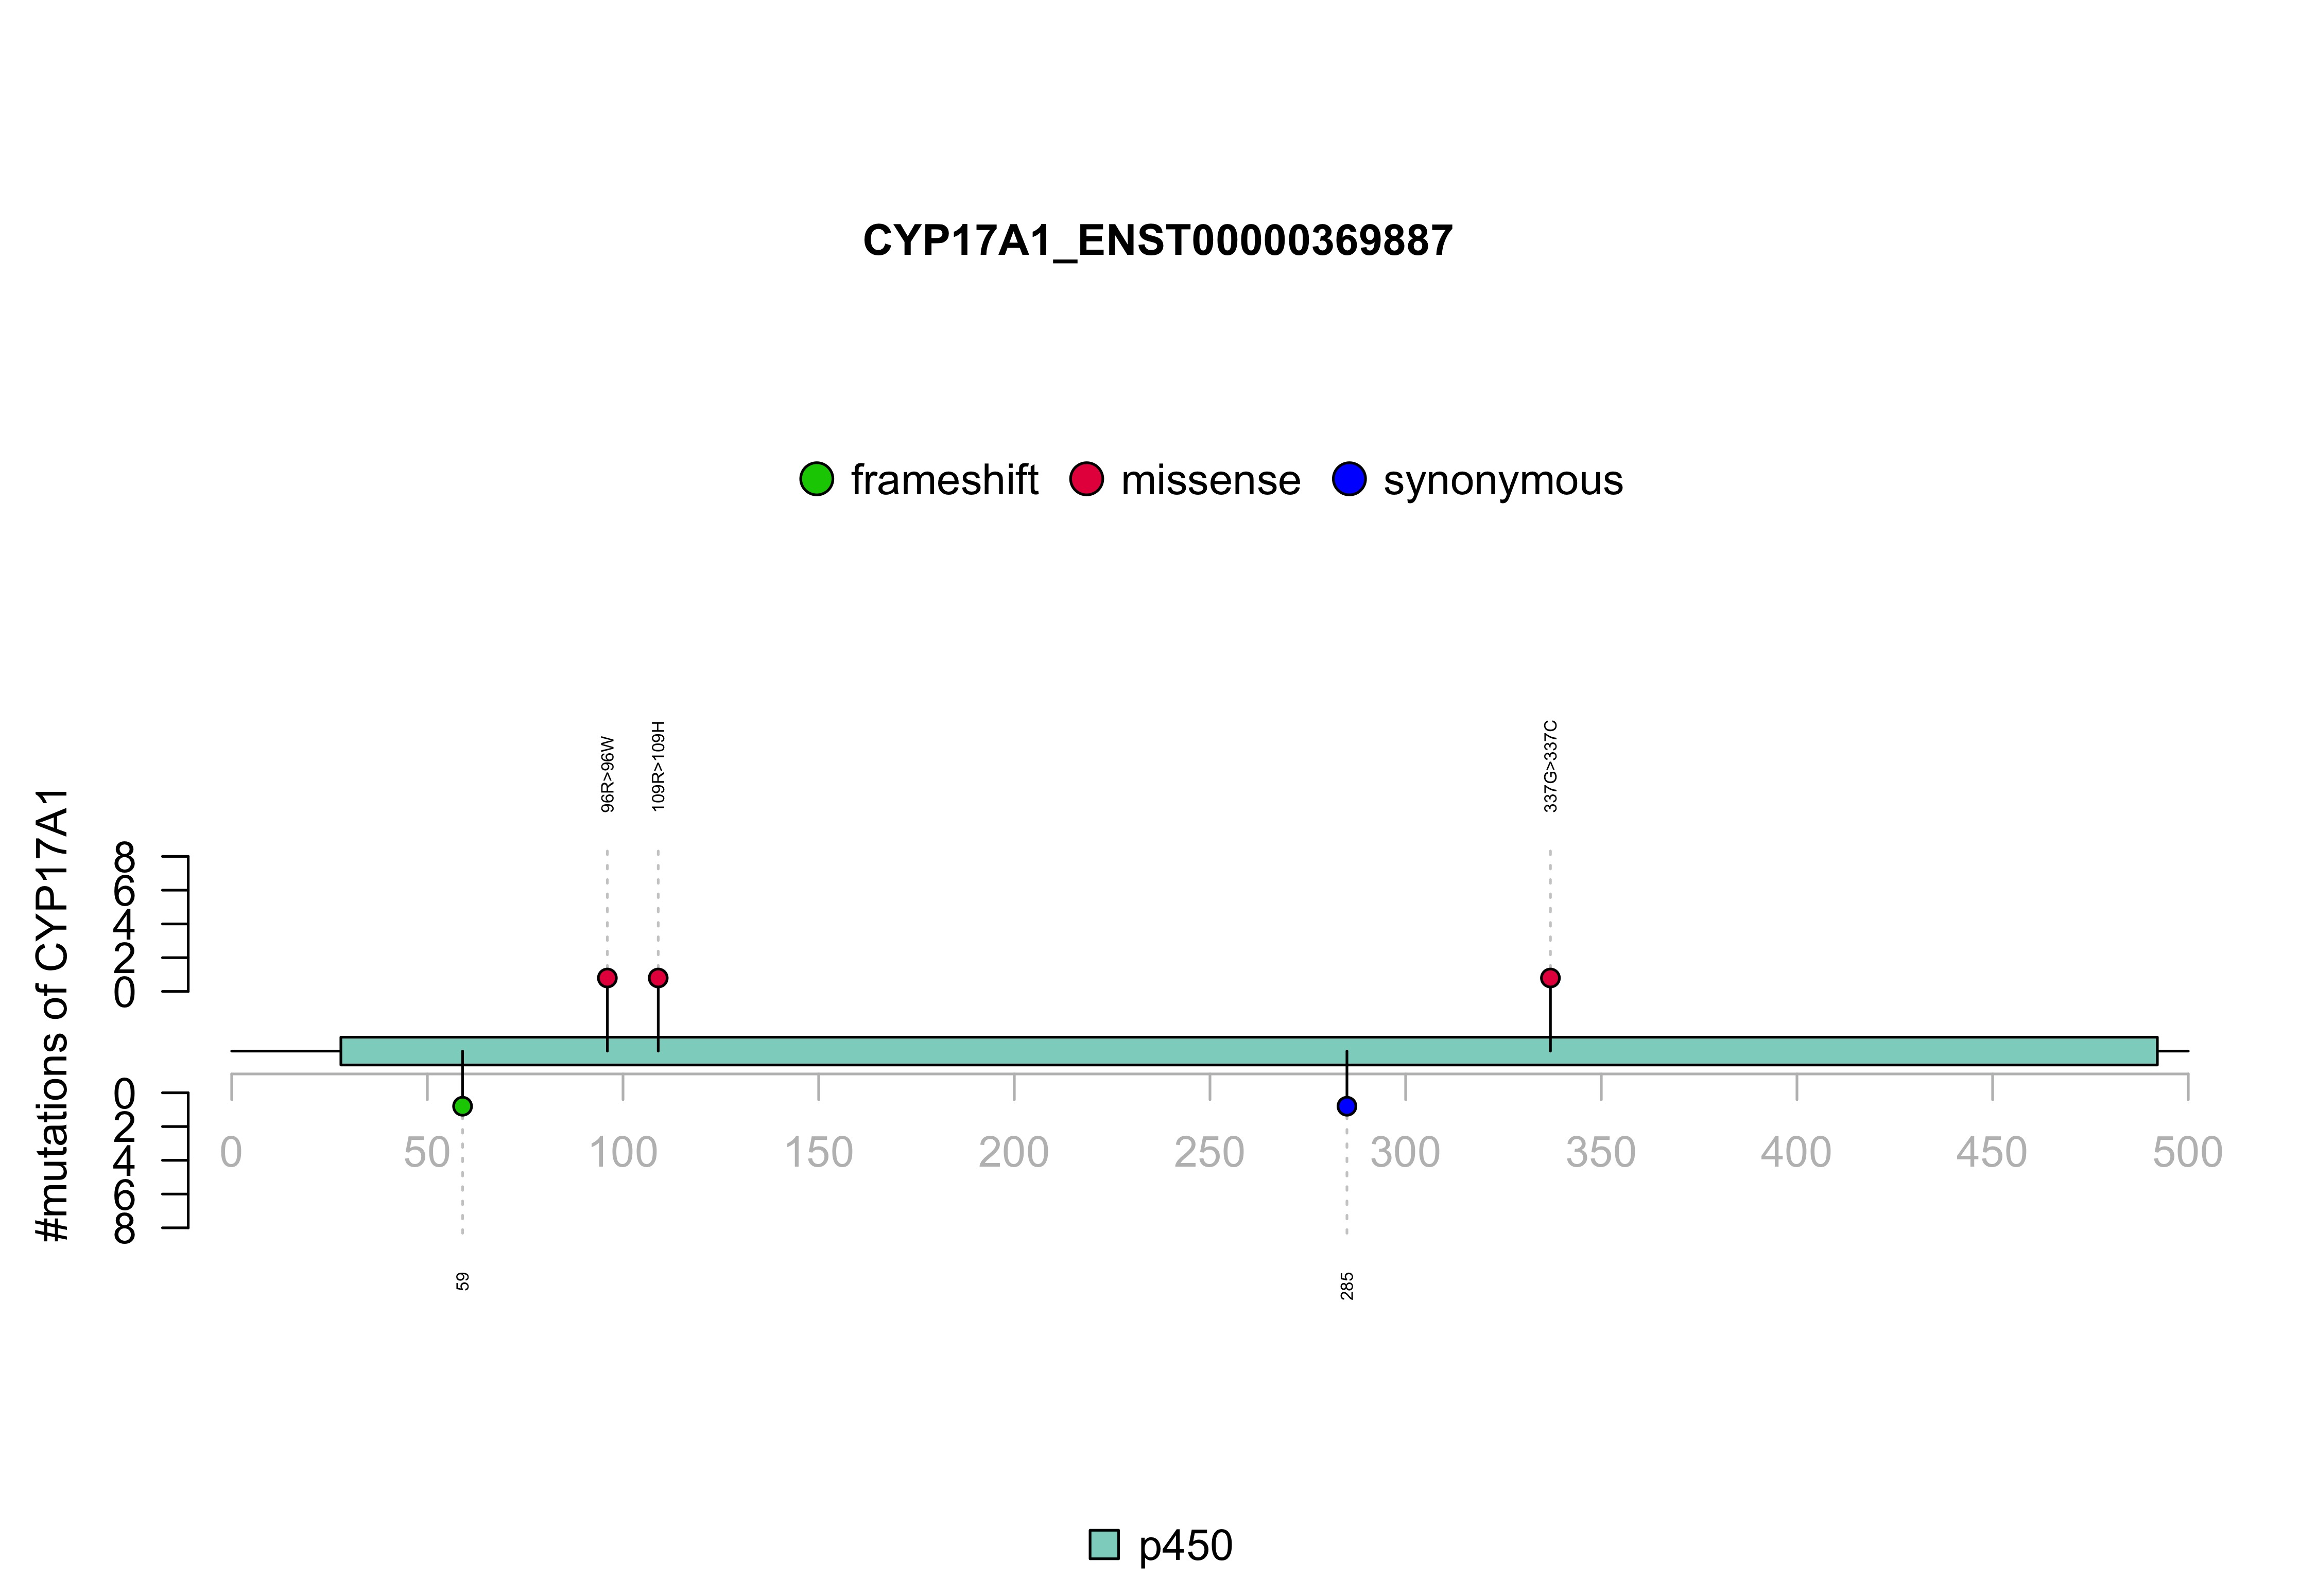 CYP17A1_ENST00000369887
frameshift missense synonymous
96R>96W
109R>109H
337G>337C
#mutations of CYP17A1
8
6
4
2
0
0
2
4
6
8
0 50 100 150 200 250 300 350 400 450 500
59
285
p450